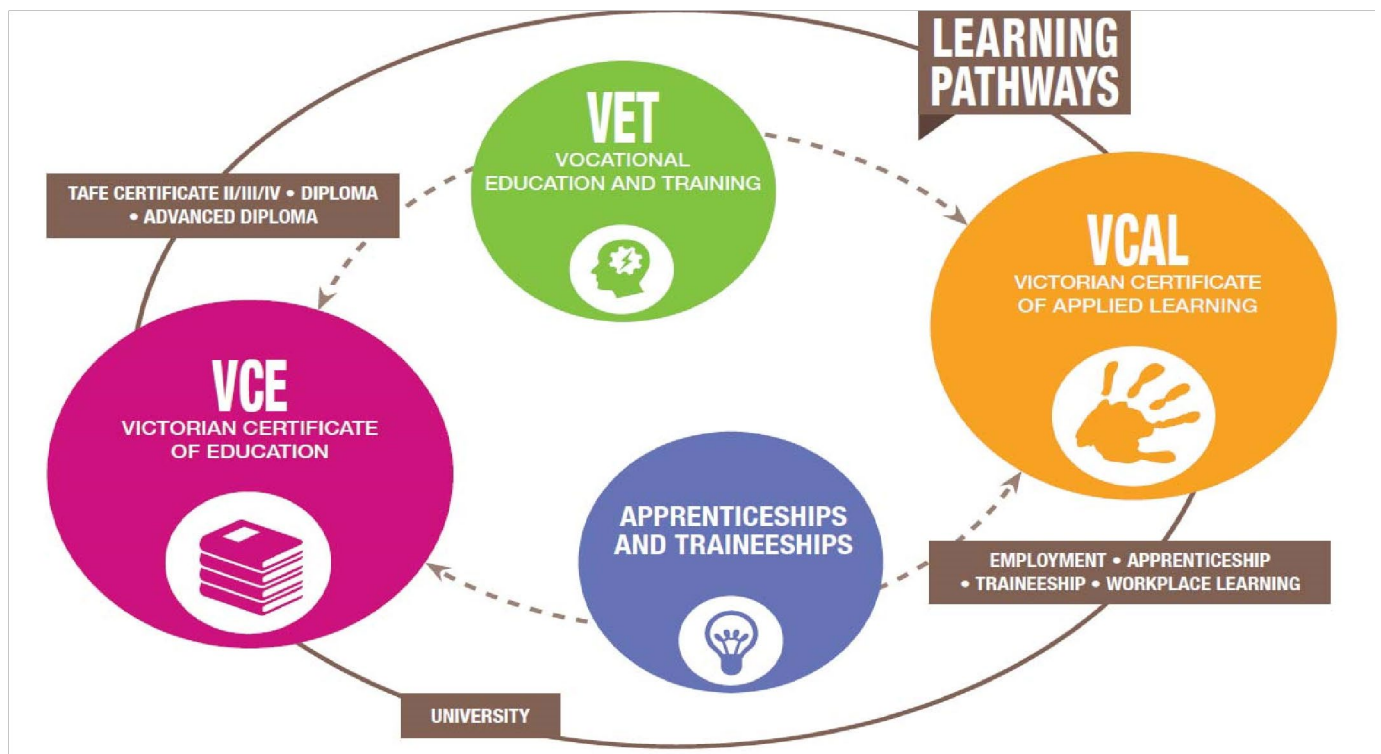 LEARNING
PATHWAYS
VET
VOCATIONAL
EDUCATION AND TRAINING
TAFE CERTIFICATE II/III/IV • DIPLOMA
• ADVANCED DIPLOMA
VCAL
VICTORIAN CERTIFICATE
OF APPLIED LEARNING
VCE
VICTORIAN CERTIFICATE
OF EDUCATION
APPRENTICESHIPS
AND TRAINEESHIPS
EMPLOYMENT • APPRENTICESHIP
• TRAINEESHIP • WORKPLACE LEARNING
UNIVERSITY